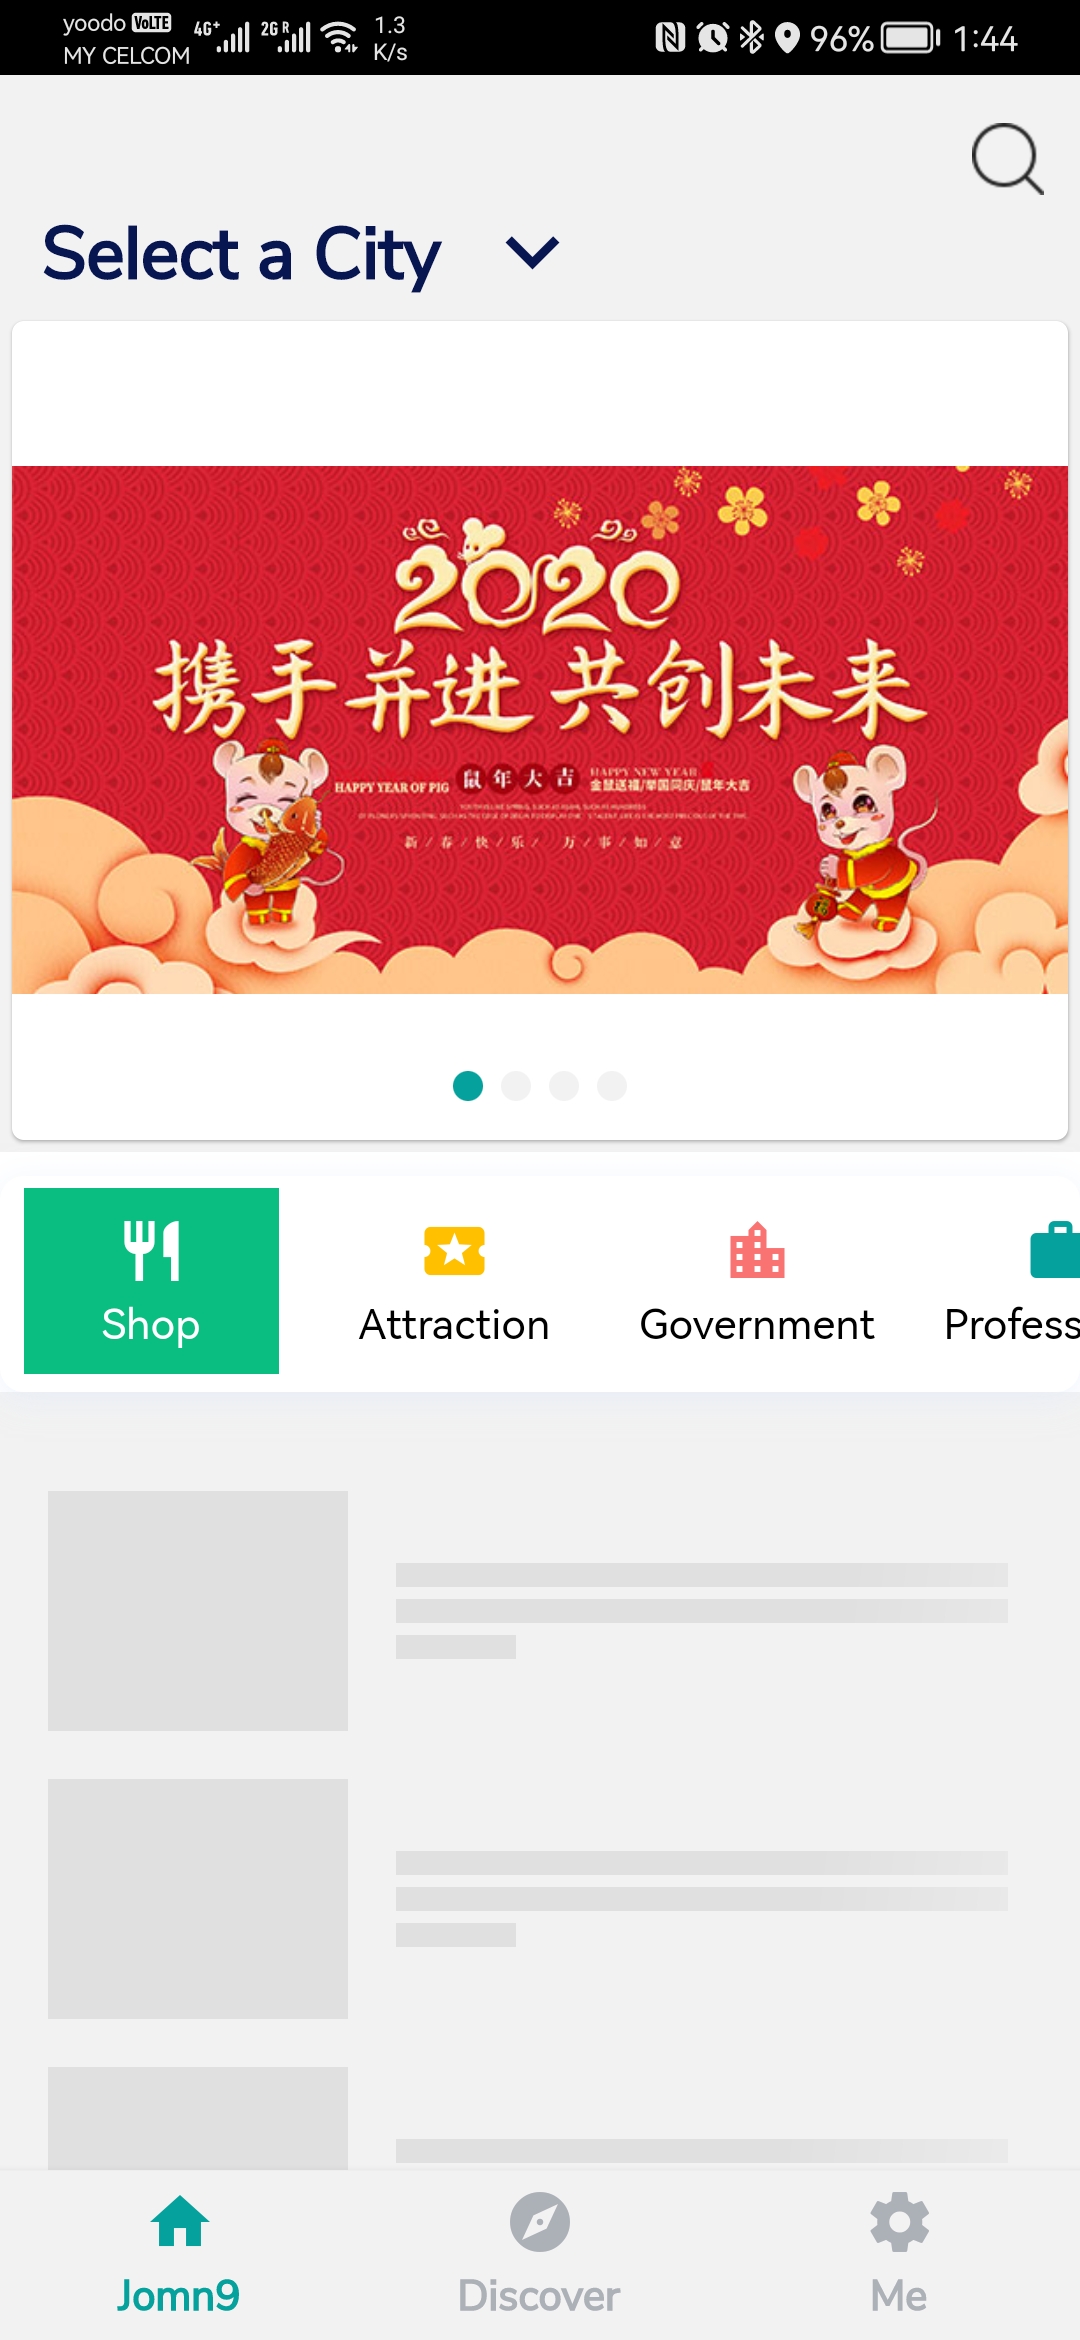 yoodo VoLTE 4G+ 2G R 1.3 K/s 96% 1:44
MY CELCOM
Select a City
2020
携手并进 共创未来
HAPPY YEAR OF PIG 鼠年大吉 HAPPY NEW YEAR
金鼠送福/举国同庆/鼠年大吉
新/春/快/乐/ 万/事/如/意
Shop Attraction Government Profess
Jomn9 Discover Me